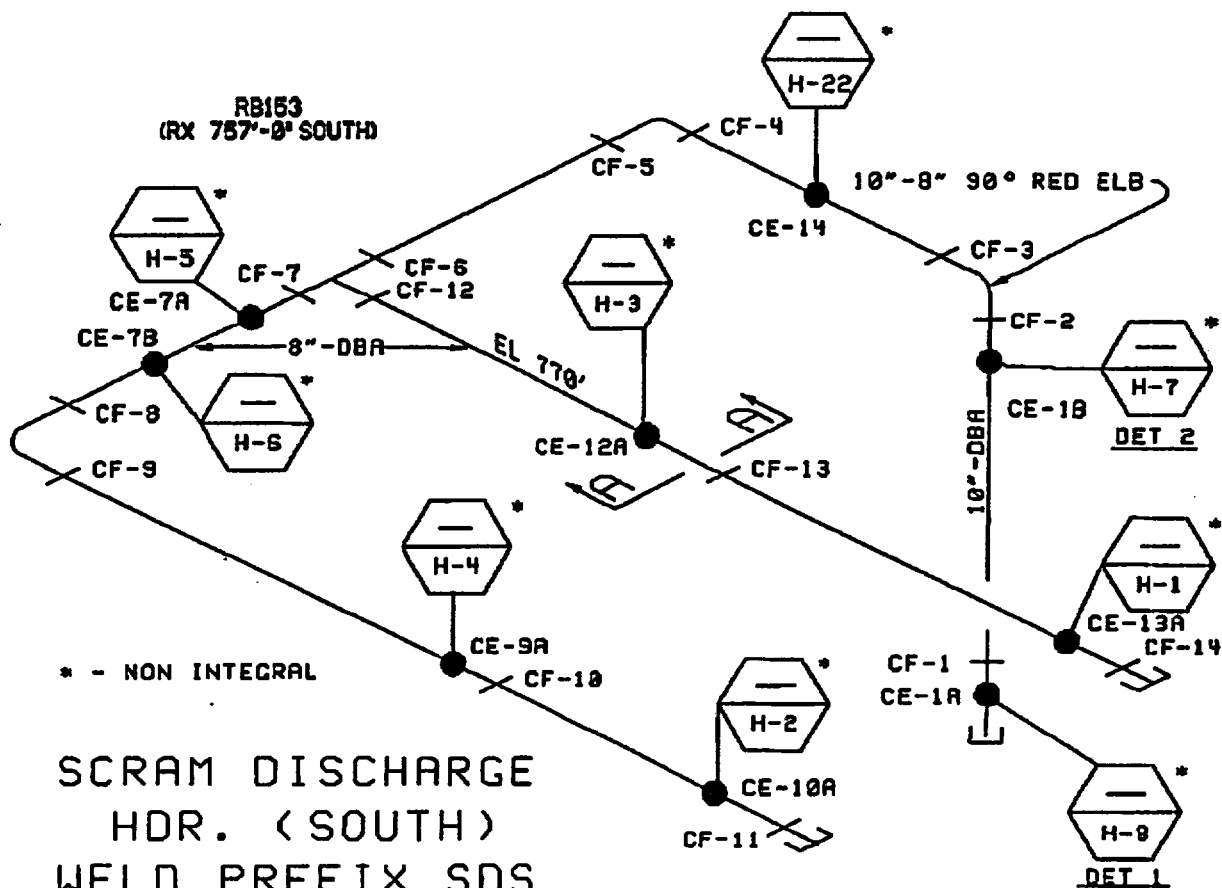 *
H-22
RB153
(RX 757'-0" SOUTH)
CF-4
CF-5
10"-8" 90° RED ELB
CE-14
*
H-5
CF-7
CF-6
CF-12
*
H-3
CF-3
CE-7A
CE-7B
8"-DBA
EL 770'
CF-2
*
H-7
CE-1B
DET 2
CF-8
*
H-6
CE-12A
A
A
CF-13
10"-DBA
CF-9
*
H-4
*
H-1
CE-13A
CF-14
CE-9A
CF-10
* - NON INTEGRAL
CF-1
CE-1A
*
H-2
CE-10A
CF-11
*
DET 1
SCRAM DISCHARGE
HDR. (SOUTH)
WELD PREFIX SDS